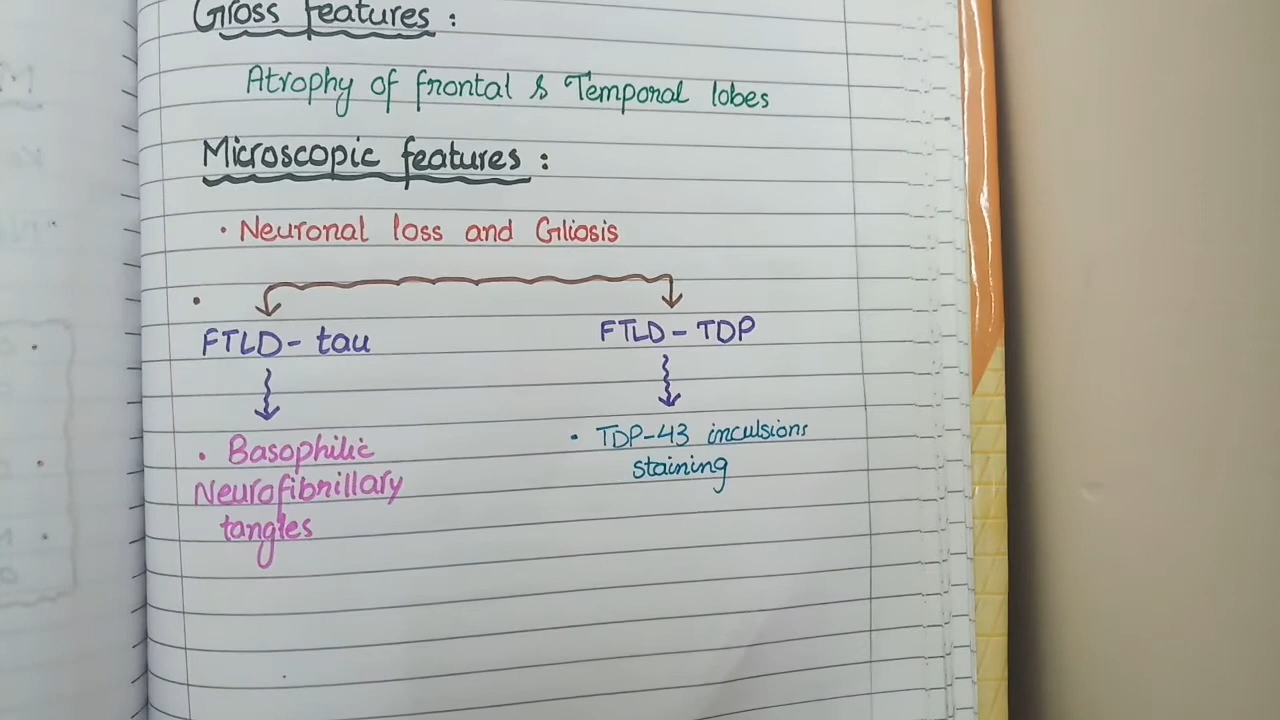 Gross features :
Atrophy of frontal & Temporal lobes
Microscopic features :
• Neuronal loss and Gliosis
•
FTLD - tau
FTLD - TDP
• Basophilic
Neurofibrillary
tangles
• TDP-43 inculsions
staining